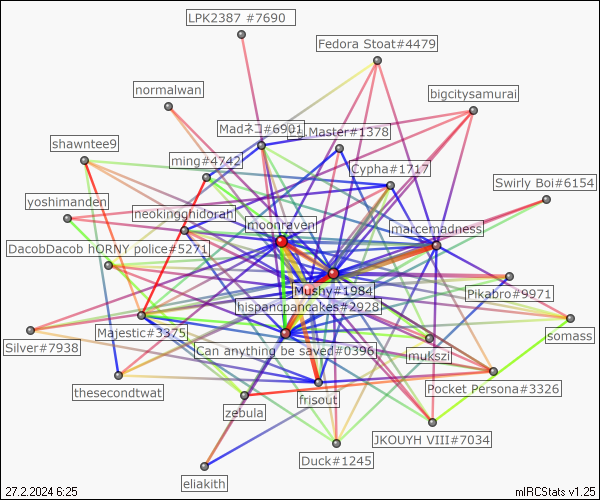 LPK2387 #7690
Fedora Stoat#4479
normalwan
bigcitysamurai
Madネコ#6901
g.Master#1378
shawntee9
ming#4742
Cypha#1717
Swirly Boi#6154
yoshimanden
neokingghidorah
moonraven
marcemadness
DacobDacob hORNY police#5271
Mushy#1984
Pikabro#9971
hispancpancakes#2928
Majestic#3375
somass
Silver#7938
Can anything be saved#0396
mukszi
thesecondtwat
Pocket Persona#3326
frisout
zebula
JKOUYH VIII#7034
Duck#1245
eliakith
27.2.2024 6:25
mIRCStats v1.25